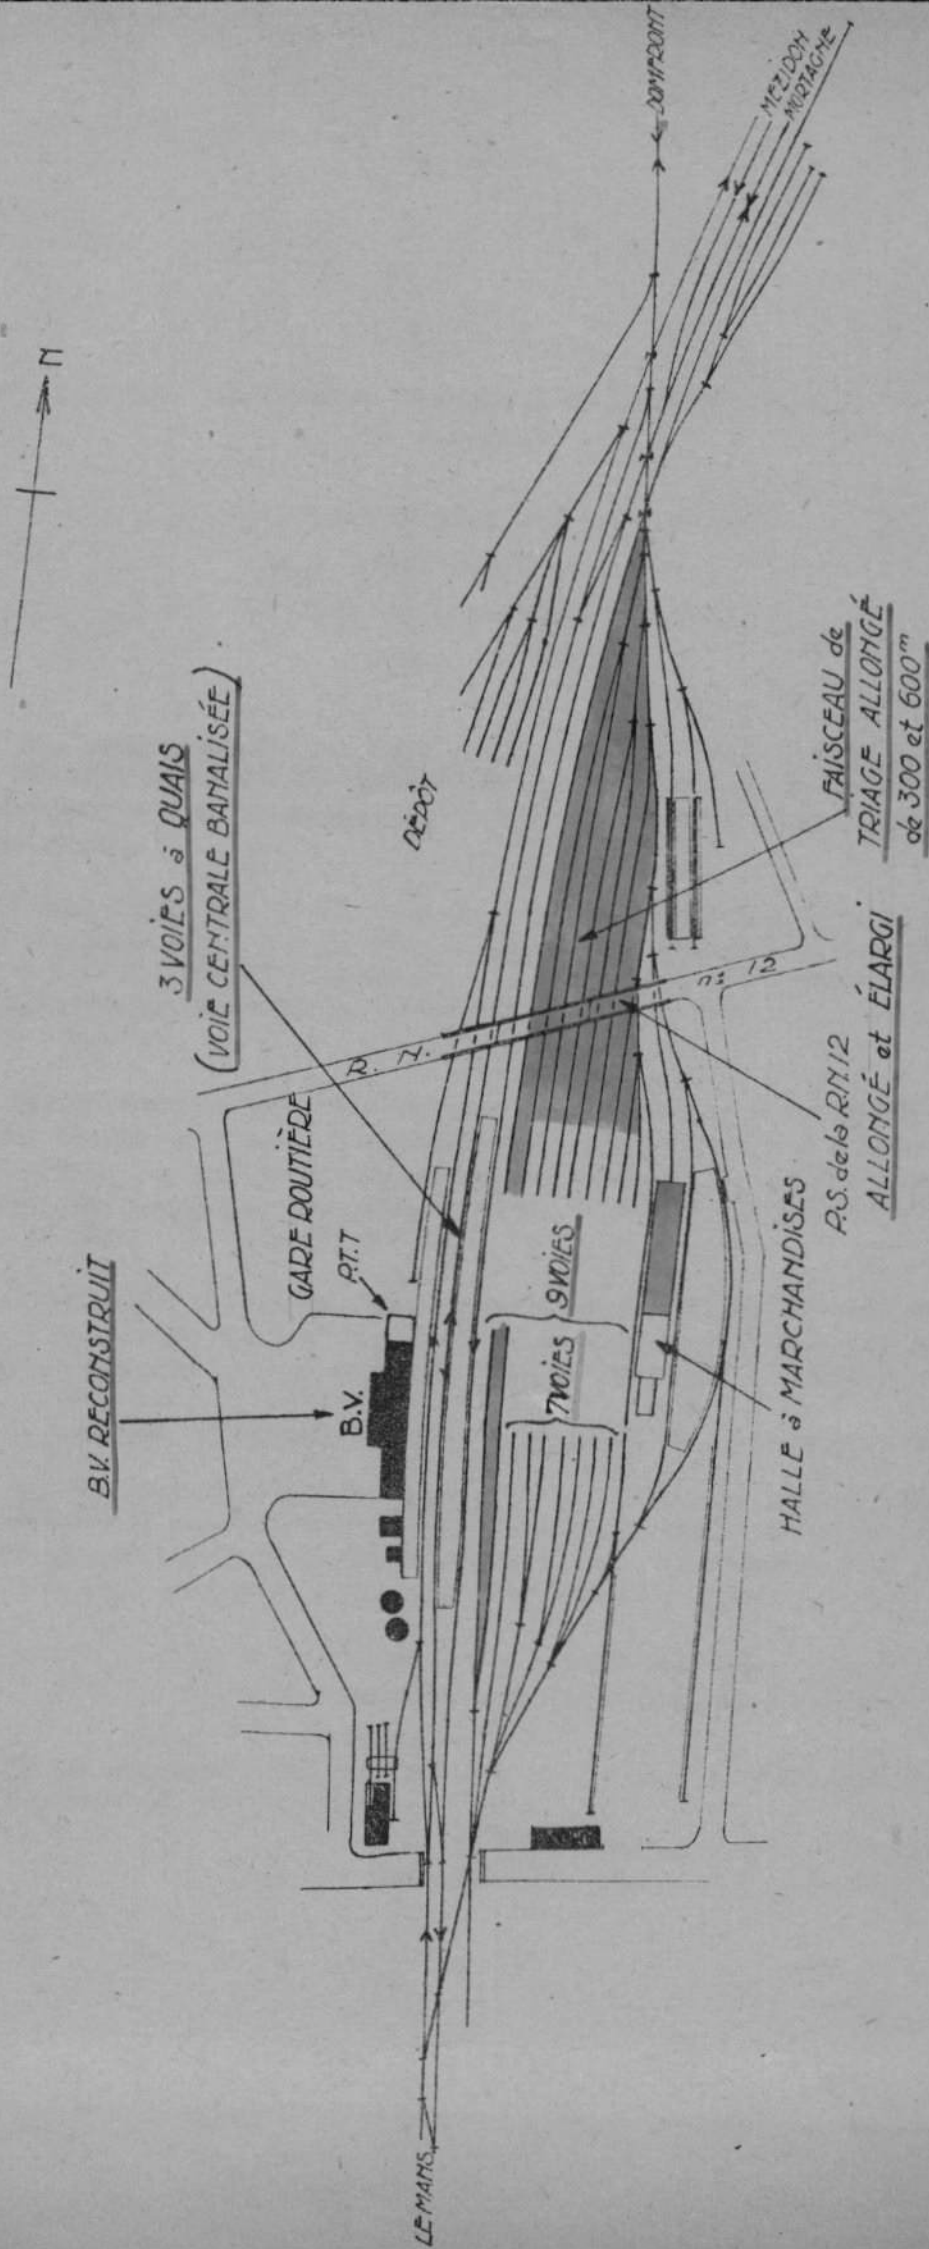 N
B.V. RECONSTRUIT
3 VOIES à QUAIS
(VOIE CENTRALE BANALISÉE)
GARE ROUTIÈRE
P.T.T
B.V.
DÉPÔT
R. N. n° 12
LE MANS
DOMFRONT
MEZIDON
MORTAGNE
7 VOIES
9 VOIES
HALLE à MARCHANDISES
P.S. de la R.N.12
ALLONGÉ et ÉLARGI
FAISCEAU de
TRIAGE ALLONGÉ
de 300 et 600m